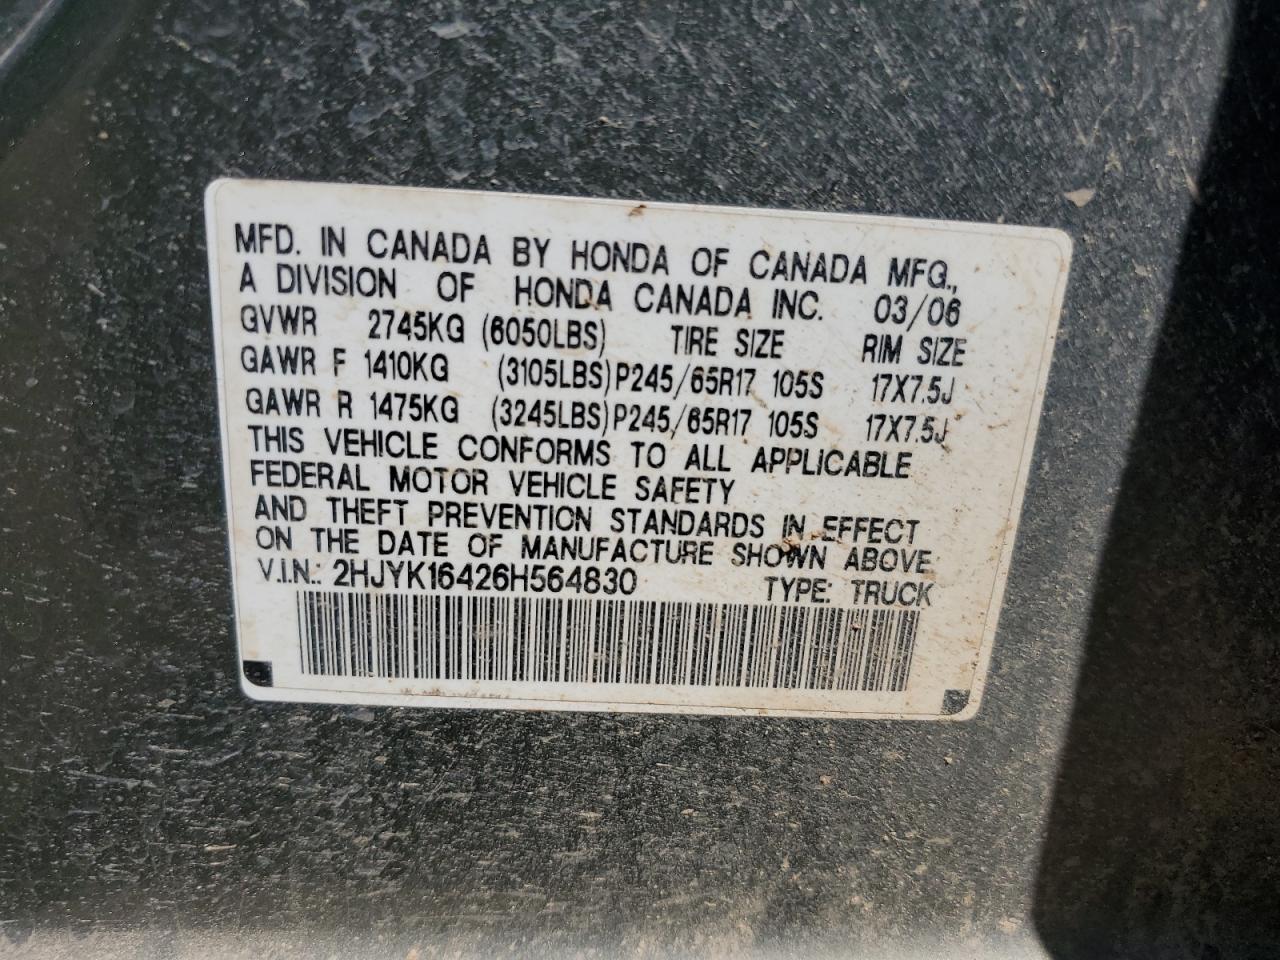 MFD. IN CANADA BY HONDA OF CANADA MFG.,
A DIVISION OF HONDA CANADA INC. 03/06
GVWR 2745KG (6050LBS) TIRE SIZE RIM SIZE
GAWR F 1410KG (3105LBS) P245/65R17 105S 17X7.5J
GAWR R 1475KG (3245LBS) P245/65R17 105S 17X7.5J
THIS VEHICLE CONFORMS TO ALL APPLICABLE
FEDERAL MOTOR VEHICLE SAFETY
AND THEFT PREVENTION STANDARDS IN EFFECT
ON THE DATE OF MANUFACTURE SHOWN ABOVE
V.I.N.: 2HJYK16426H564830 TYPE: TRUCK